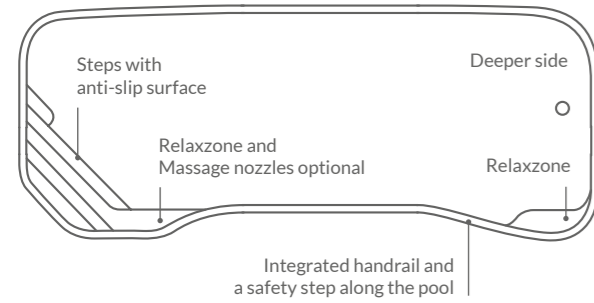 Steps with
anti-slip surface
Deeper side
Relaxzone and
Massage nozzles optional
Relaxzone
Integrated handrail and
a safety step along the pool